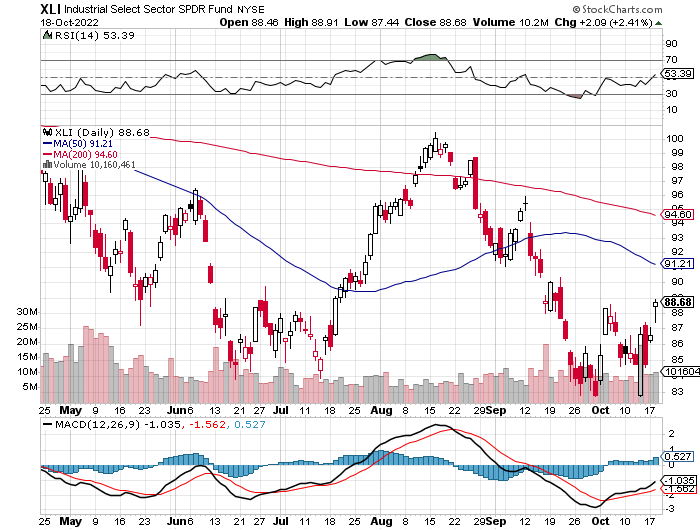 XLI Industrial Select Sector SPDR Fund NYSE © StockCharts.com
18-Oct-2022 Open 88.46 High 88.91 Low 87.44 Close 88.68 Volume 10.2M Chg +2.09 (+2.41%)
RSI(14) 53.39
90
70
53.39
50
30
10
XLI (Daily) 88.68
MA(50) 91.21
MA(200) 94.60
Volume 10,160,461
100
99
98
97
96
95
94.60
94
93
92
91.21
90
89
88.68
88
87
86
85
10160461
83
30M
25M
20M
15M
10M
5M
25 May 9 16 23 Jun 6 13 21 27 Jul 11 18 25 Aug 8 15 22 29 Sep 12 19 26 Oct 10 17
MACD(12,26,9) -1.035, -1.562, 0.527
2
1
0.527
0
-1.035
-1.562
-2
-3
25 May 9 16 23 Jun 6 13 21 27 Jul 11 18 25 Aug 8 15 22 29 Sep 12 19 26 Oct 10 17